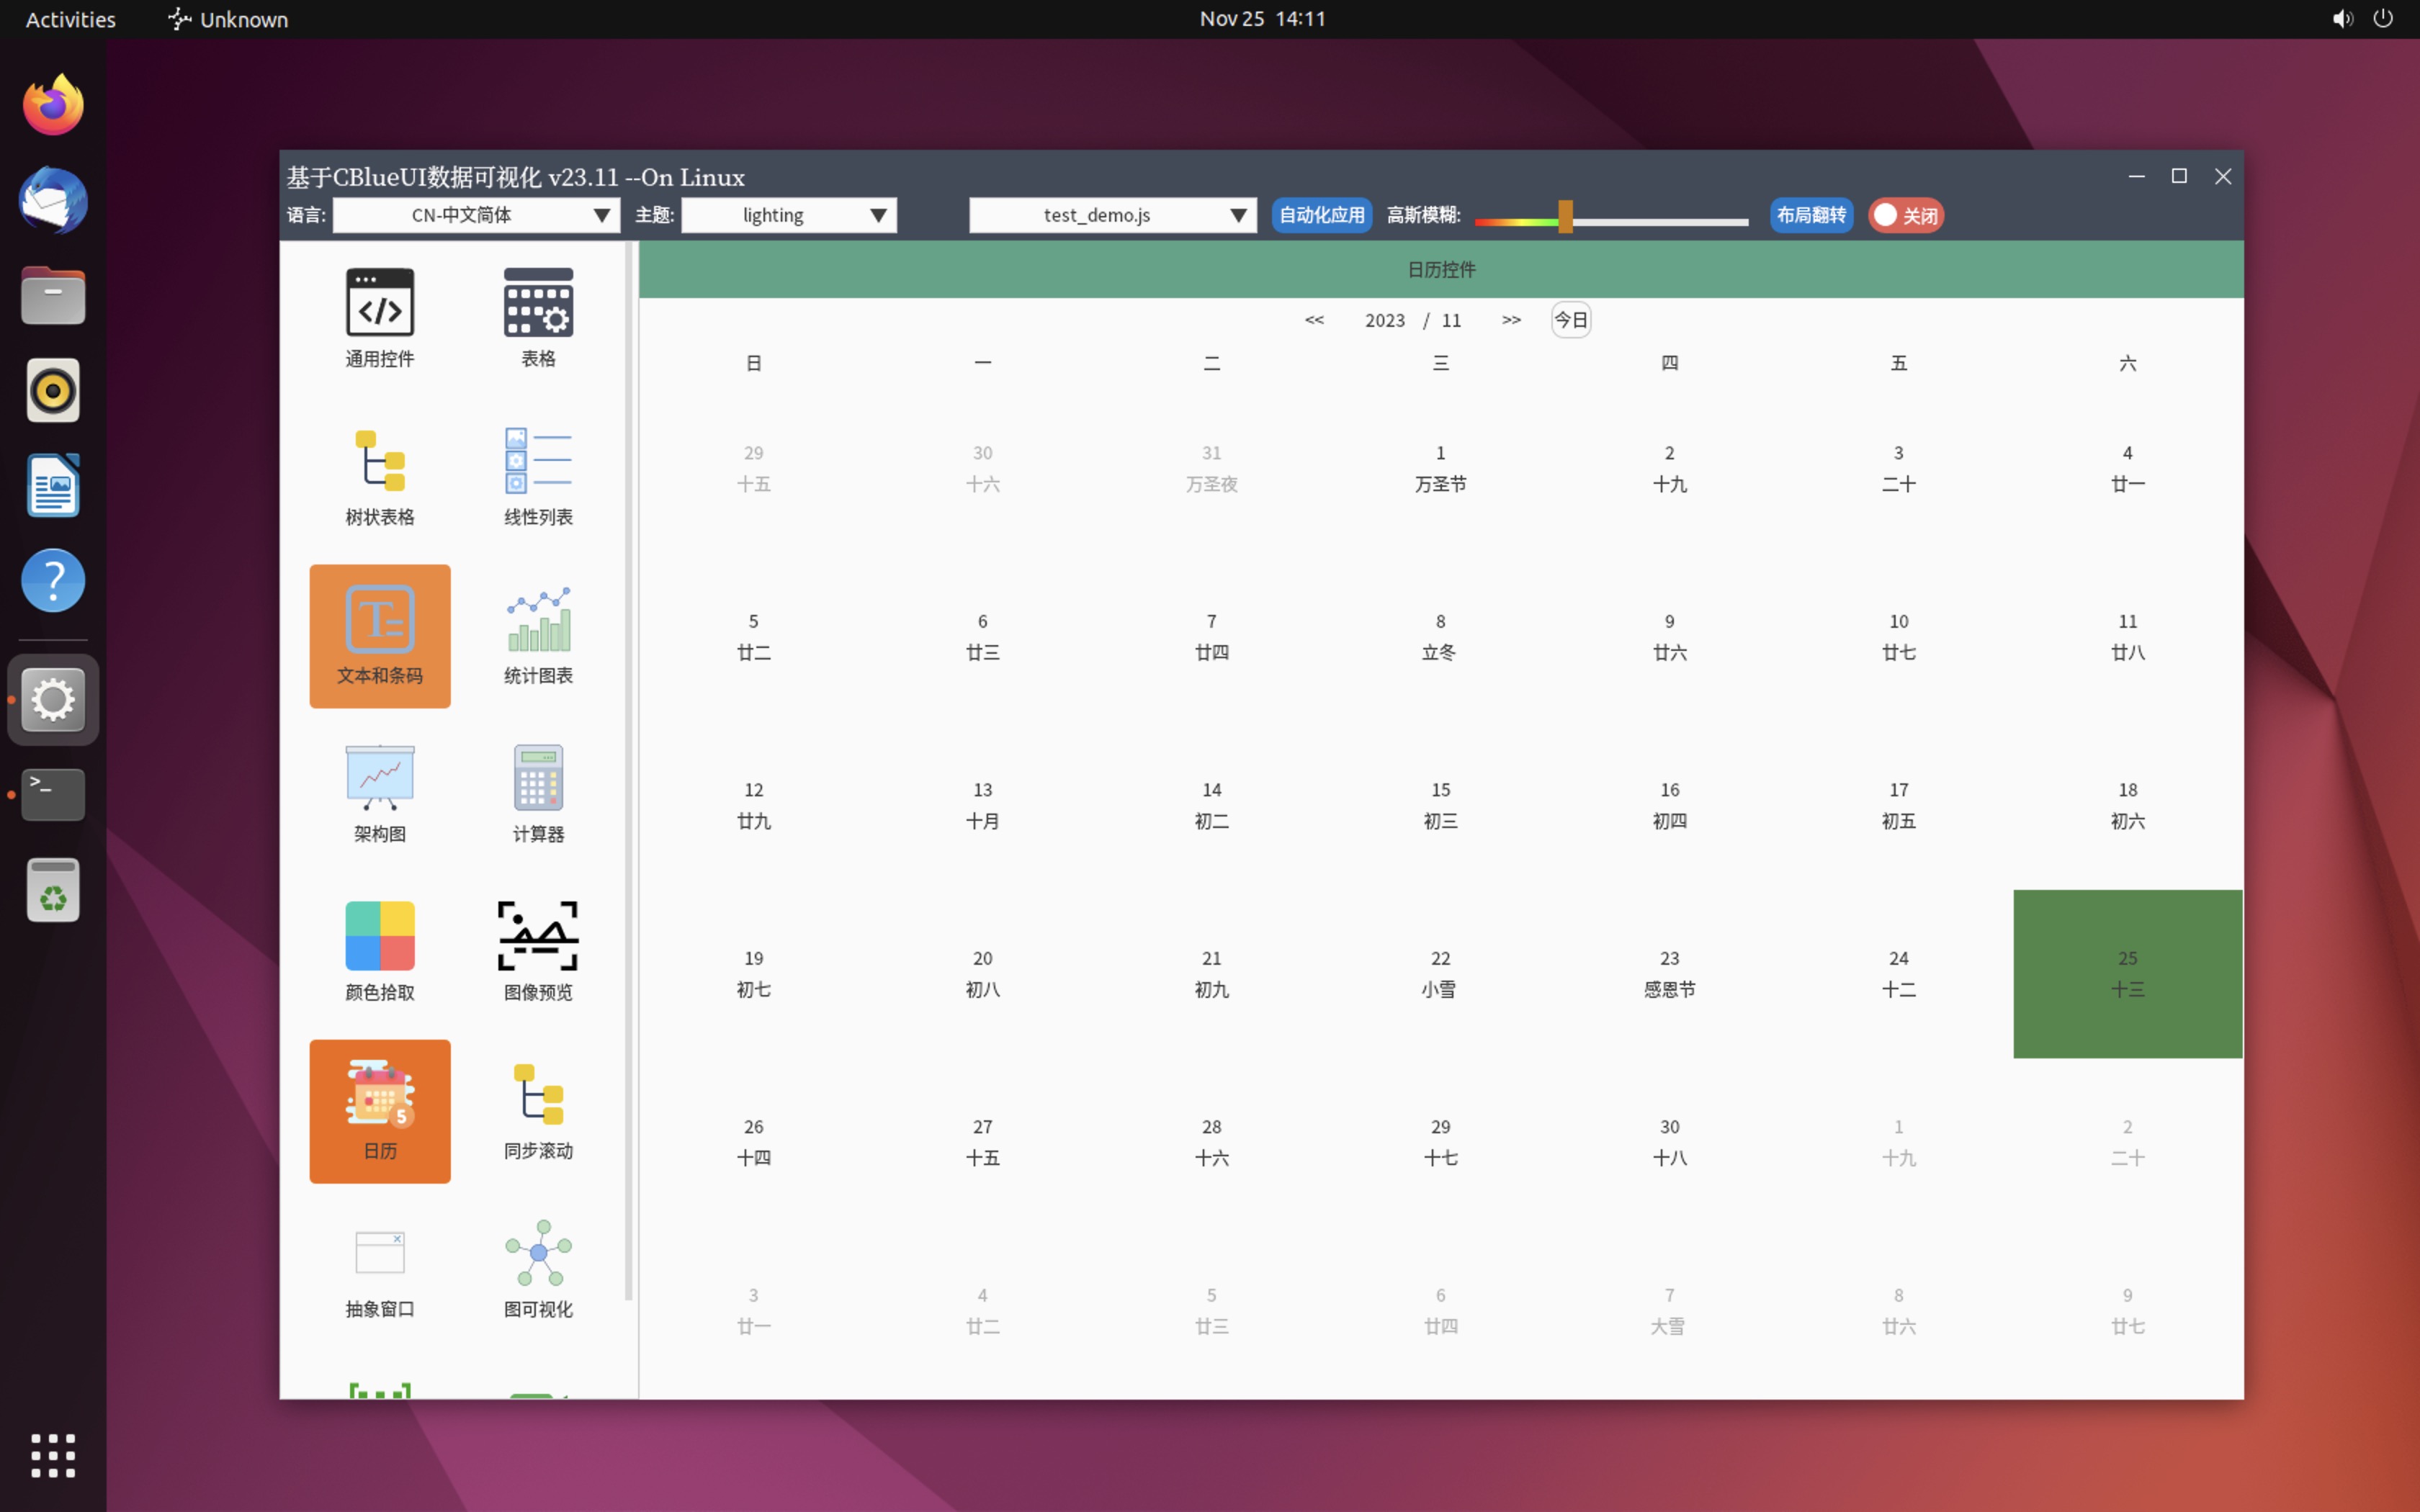 Activities Unknown Nov 25 14:11
基于CBlueUI数据可视化 v23.11 --On Linux
语言: CN-中文简体 主题: lighting test_demo.js 自动化应用 高斯模糊: 布局翻转 关闭
通用控件 表格
树状表格 线性列表
文本和条码 统计图表
架构图 计算器
颜色拾取 图像预览
5
日历 同步滚动
抽象窗口 图可视化
日历控件
<< 2023 / 11 >> 今日
日 一 二 三 四 五 六
29 30 31 1 2 3 4
十五 十六 万圣夜 万圣节 十九 二十 廿一
5 6 7 8 9 10 11
廿二 廿三 廿四 立冬 廿六 廿七 廿八
12 13 14 15 16 17 18
廿九 十月 初二 初三 初四 初五 初六
19 20 21 22 23 24 25
初七 初八 初九 小雪 感恩节 十二 十三
26 27 28 29 30 1 2
十四 十五 十六 十七 十八 十九 二十
3 4 5 6 7 8 9
廿一 廿二 廿三 廿四 大雪 廿六 廿七